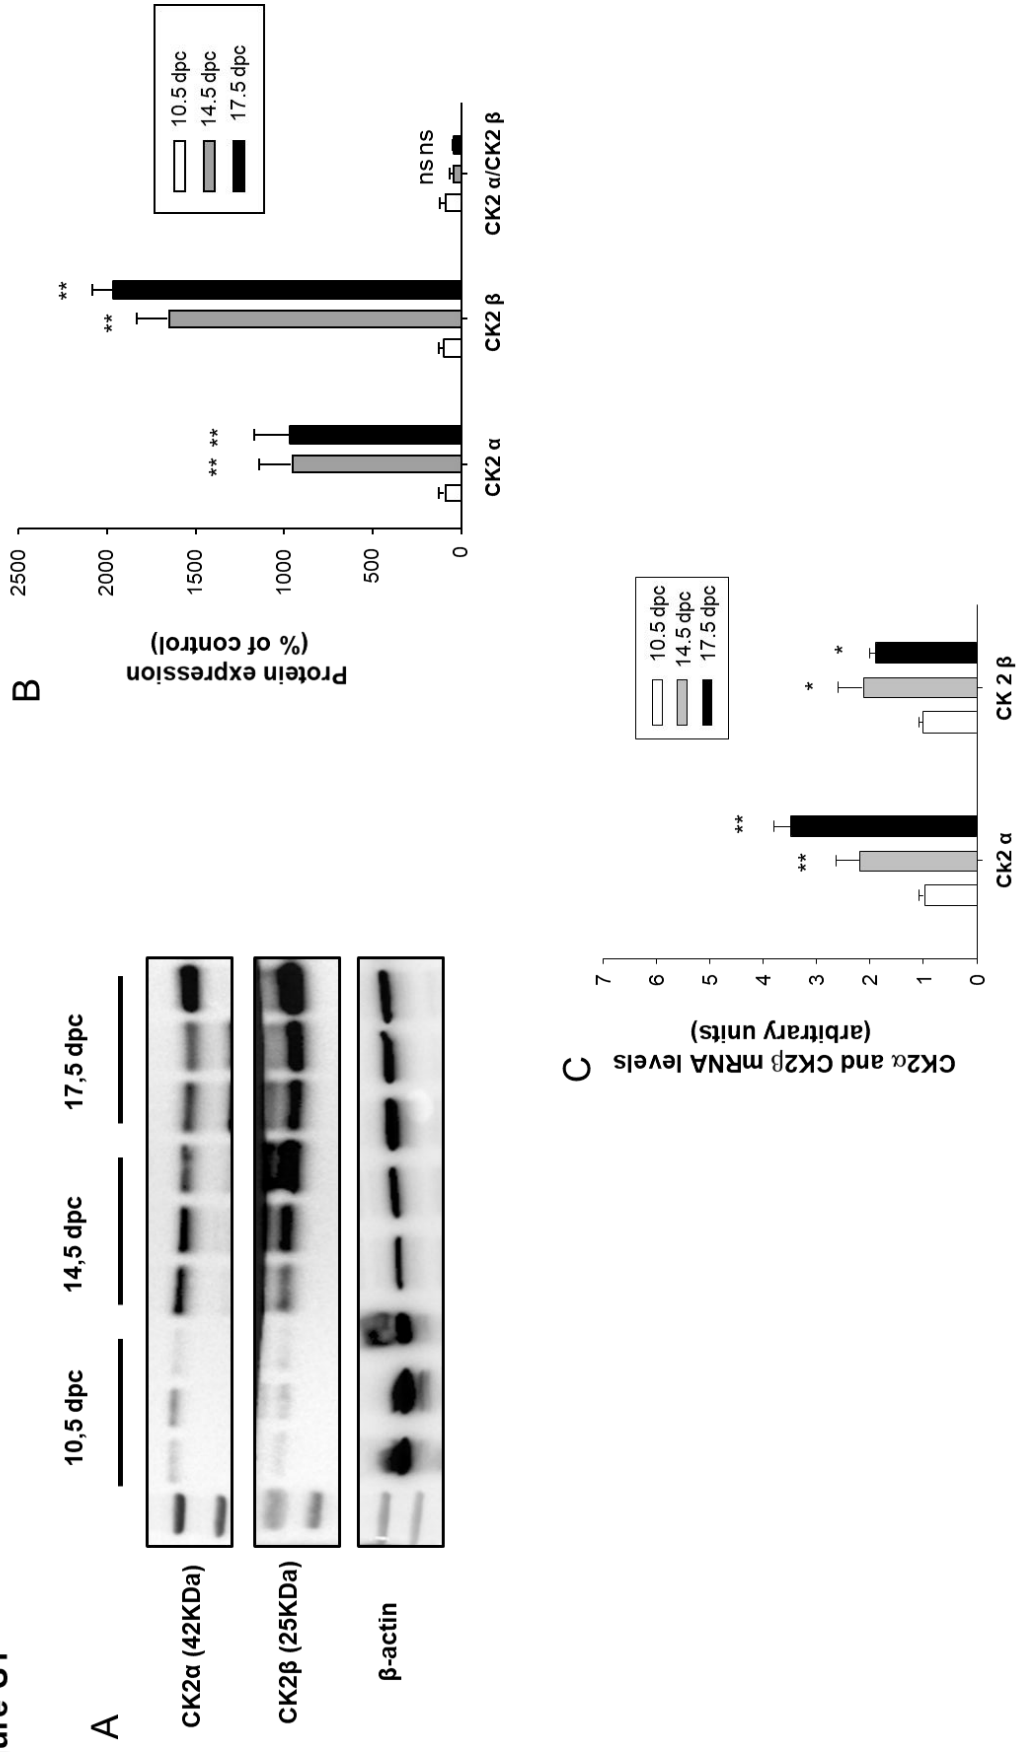 A
10,5 dpc
14,5 dpc
17,5 dpc
CK2α (42KDa)
CK2β (25KDa)
β-actin
B
Protein expression
(% of control)
2500
2000
1500
1000
500
0
**
**
**
**
ns ns
CK2 α
CK2 β
CK2 α/CK2 β
10.5 dpc
14.5 dpc
17.5 dpc
C
CK2α and CK2β mRNA levels
(arbitrary units)
7
6
5
4
3
2
1
0
**
**
*
*
Ck2 α
CK 2 β
10.5 dpc
14.5 dpc
17.5 dpc